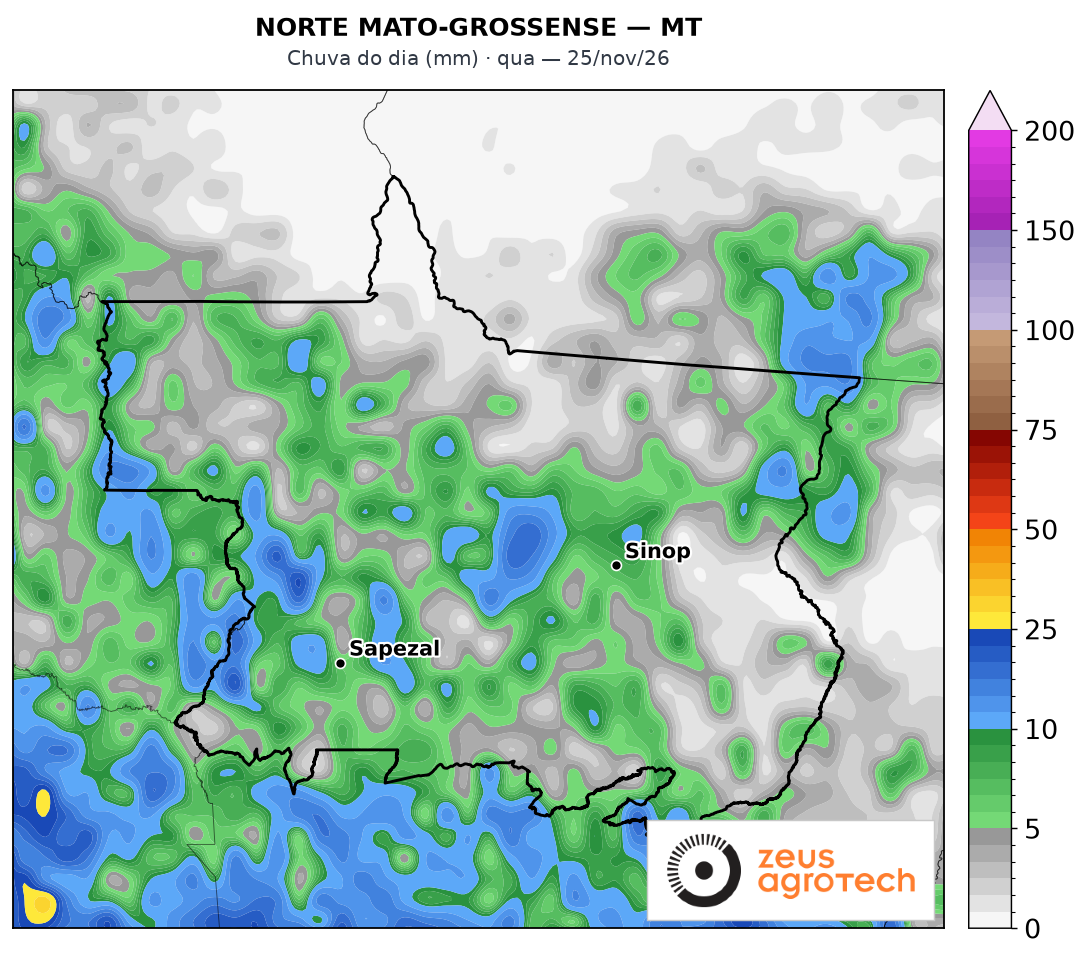 NORTE MATO-GROSSENSE — MT
Chuva do dia (mm) · qua — 25/nov/26
200
150
100
75
50
25
10
5
0
Sinop
Sapezal
zeus
agrotech